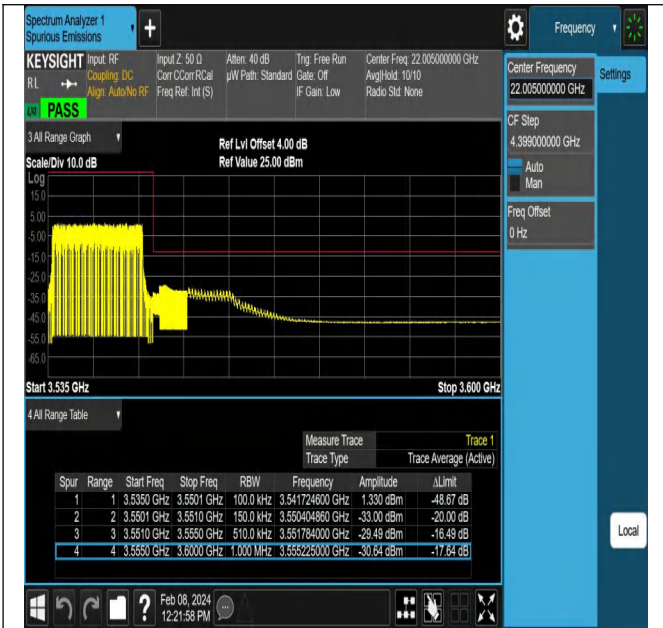 Spectrum Analyzer 1
Spurious Emissions
+
Frequency
KEYSIGHT
Input: RF
Input Z: 50 Ω
Atten: 40 dB
Trig: Free Run
Center Freq: 22.005000000 GHz
RL
Coupling: DC
Corr CCorr RCal
µW Path: Standard
Gate: Off
Avg|Hold: 10/10
Align: Auto/No RF
Freq Ref: Int (S)
IF Gain: Low
Radio Std: None
LXI
PASS
Center Frequency
22.005000000 GHz
Settings
CF Step
4.399000000 GHz
Auto
Man
Freq Offset
0 Hz
3 All Range Graph
Ref Lvl Offset 4.00 dB
Scale/Div 10.0 dB
Ref Value 25.00 dBm
Log
15.0
5.00
-5.00
-15.0
-25.0
-35.0
-45.0
-55.0
-65.0
Start 3.535 GHz
Stop 3.600 GHz
4 All Range Table
Measure Trace Trace 1
Trace Type Trace Average (Active)
Spur Range Start Freq Stop Freq RBW Frequency Amplitude ΔLimit
1 1 3.5350 GHz 3.5501 GHz 100.0 kHz 3.541724600 GHz 1.330 dBm -48.67 dB
2 2 3.5501 GHz 3.5510 GHz 150.0 kHz 3.550404860 GHz -33.00 dBm -20.00 dB
3 3 3.5510 GHz 3.5550 GHz 510.0 kHz 3.551784000 GHz -29.49 dBm -16.49 dB
4 4 3.5550 GHz 3.6000 GHz 1.000 MHz 3.555225000 GHz -30.64 dBm -17.64 dB
Local
?
Feb 08, 2024
12:21:58 PM